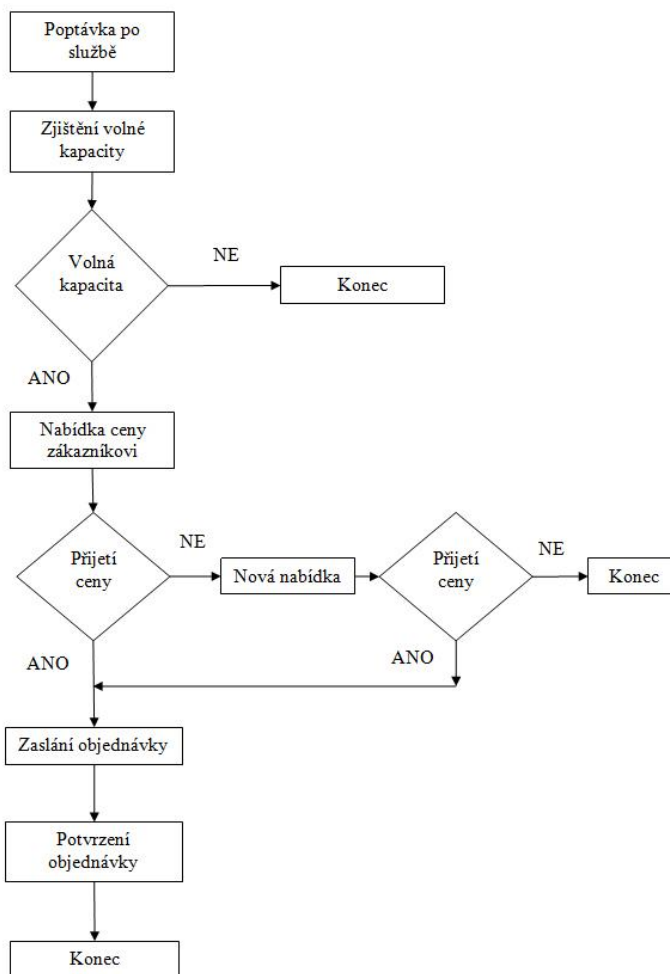 Poptávka po
službě
Zjištění volné
kapacity
Volná
kapacita
NE
Konec
ANO
Nabídka ceny
zákazníkovi
Přijetí
ceny
NE
Nová nabídka
Přijetí
ceny
NE
Konec
ANO
ANO
Zaslání objednávky
Potvrzení
objednávky
Konec